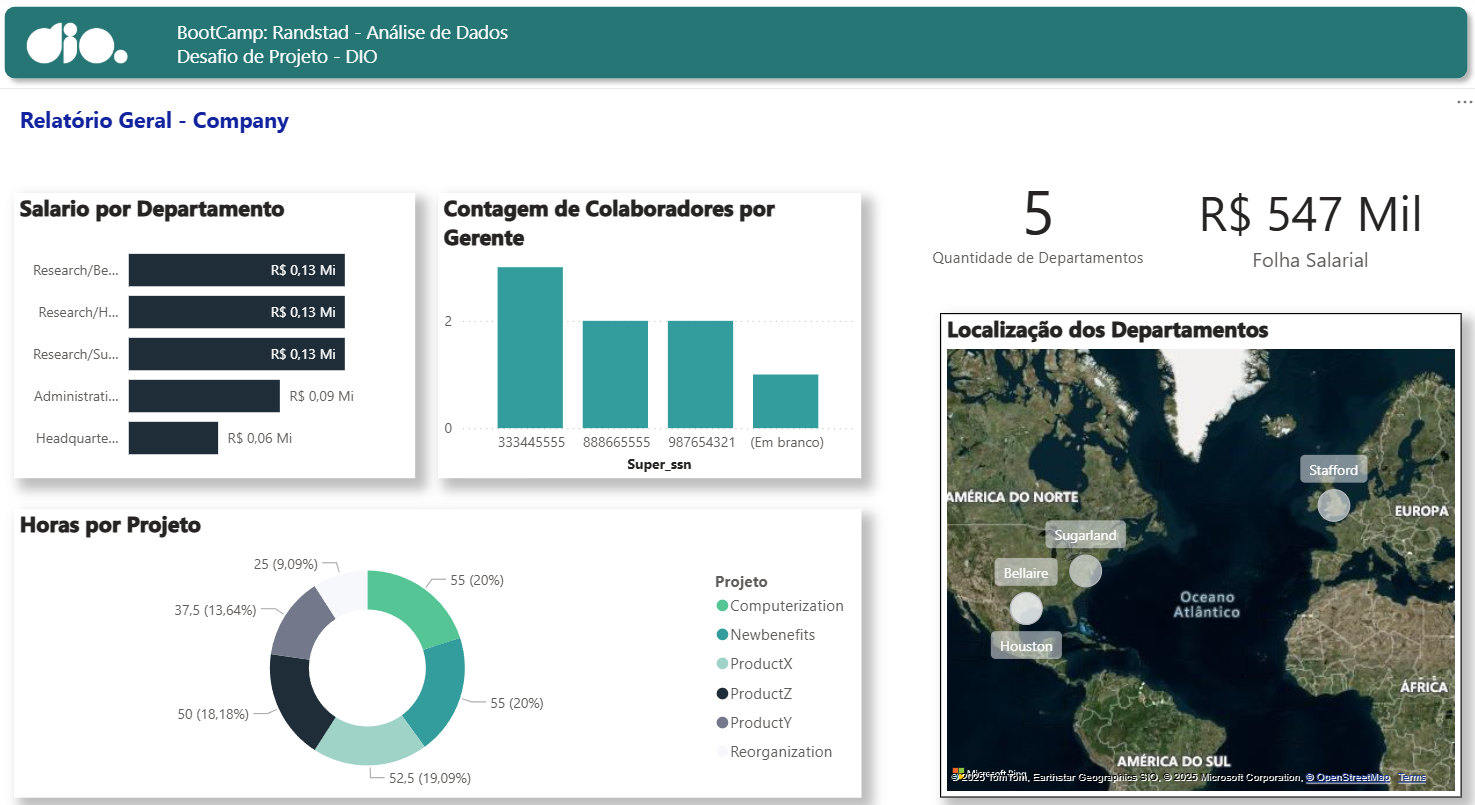 dio.
BootCamp: Randstad - Análise de Dados
Desafio de Projeto - DIO
Relatório Geral - Company
Salario por Departamento
Research/Be...
R$ 0,13 Mi
Research/H...
R$ 0,13 Mi
Research/Su...
R$ 0,13 Mi
Administrati...
R$ 0,09 Mi
Headquarte...
R$ 0,06 Mi
Contagem de Colaboradores por
Gerente
2
0
333445555
888665555
987654321
(Em branco)
Super_ssn
5
Quantidade de Departamentos
R$ 547 Mil
Folha Salarial
Horas por Projeto
25 (9,09%)
55 (20%)
37,5 (13,64%)
50 (18,18%)
55 (20%)
52,5 (19,09%)
Projeto
Computerization
Newbenefits
ProductX
ProductZ
ProductY
Reorganization
Localização dos Departamentos
Stafford
AMÉRICA DO NORTE
EUROPA
Sugarland
Bellaire
Oceano
Atlântico
Houston
ÁFRICA
AMÉRICA DO SUL
Microsoft Bing
© 2025 TomTom, Earthstar Geographics SIO, © 2025 Microsoft Corporation, © OpenStreetMap Terms